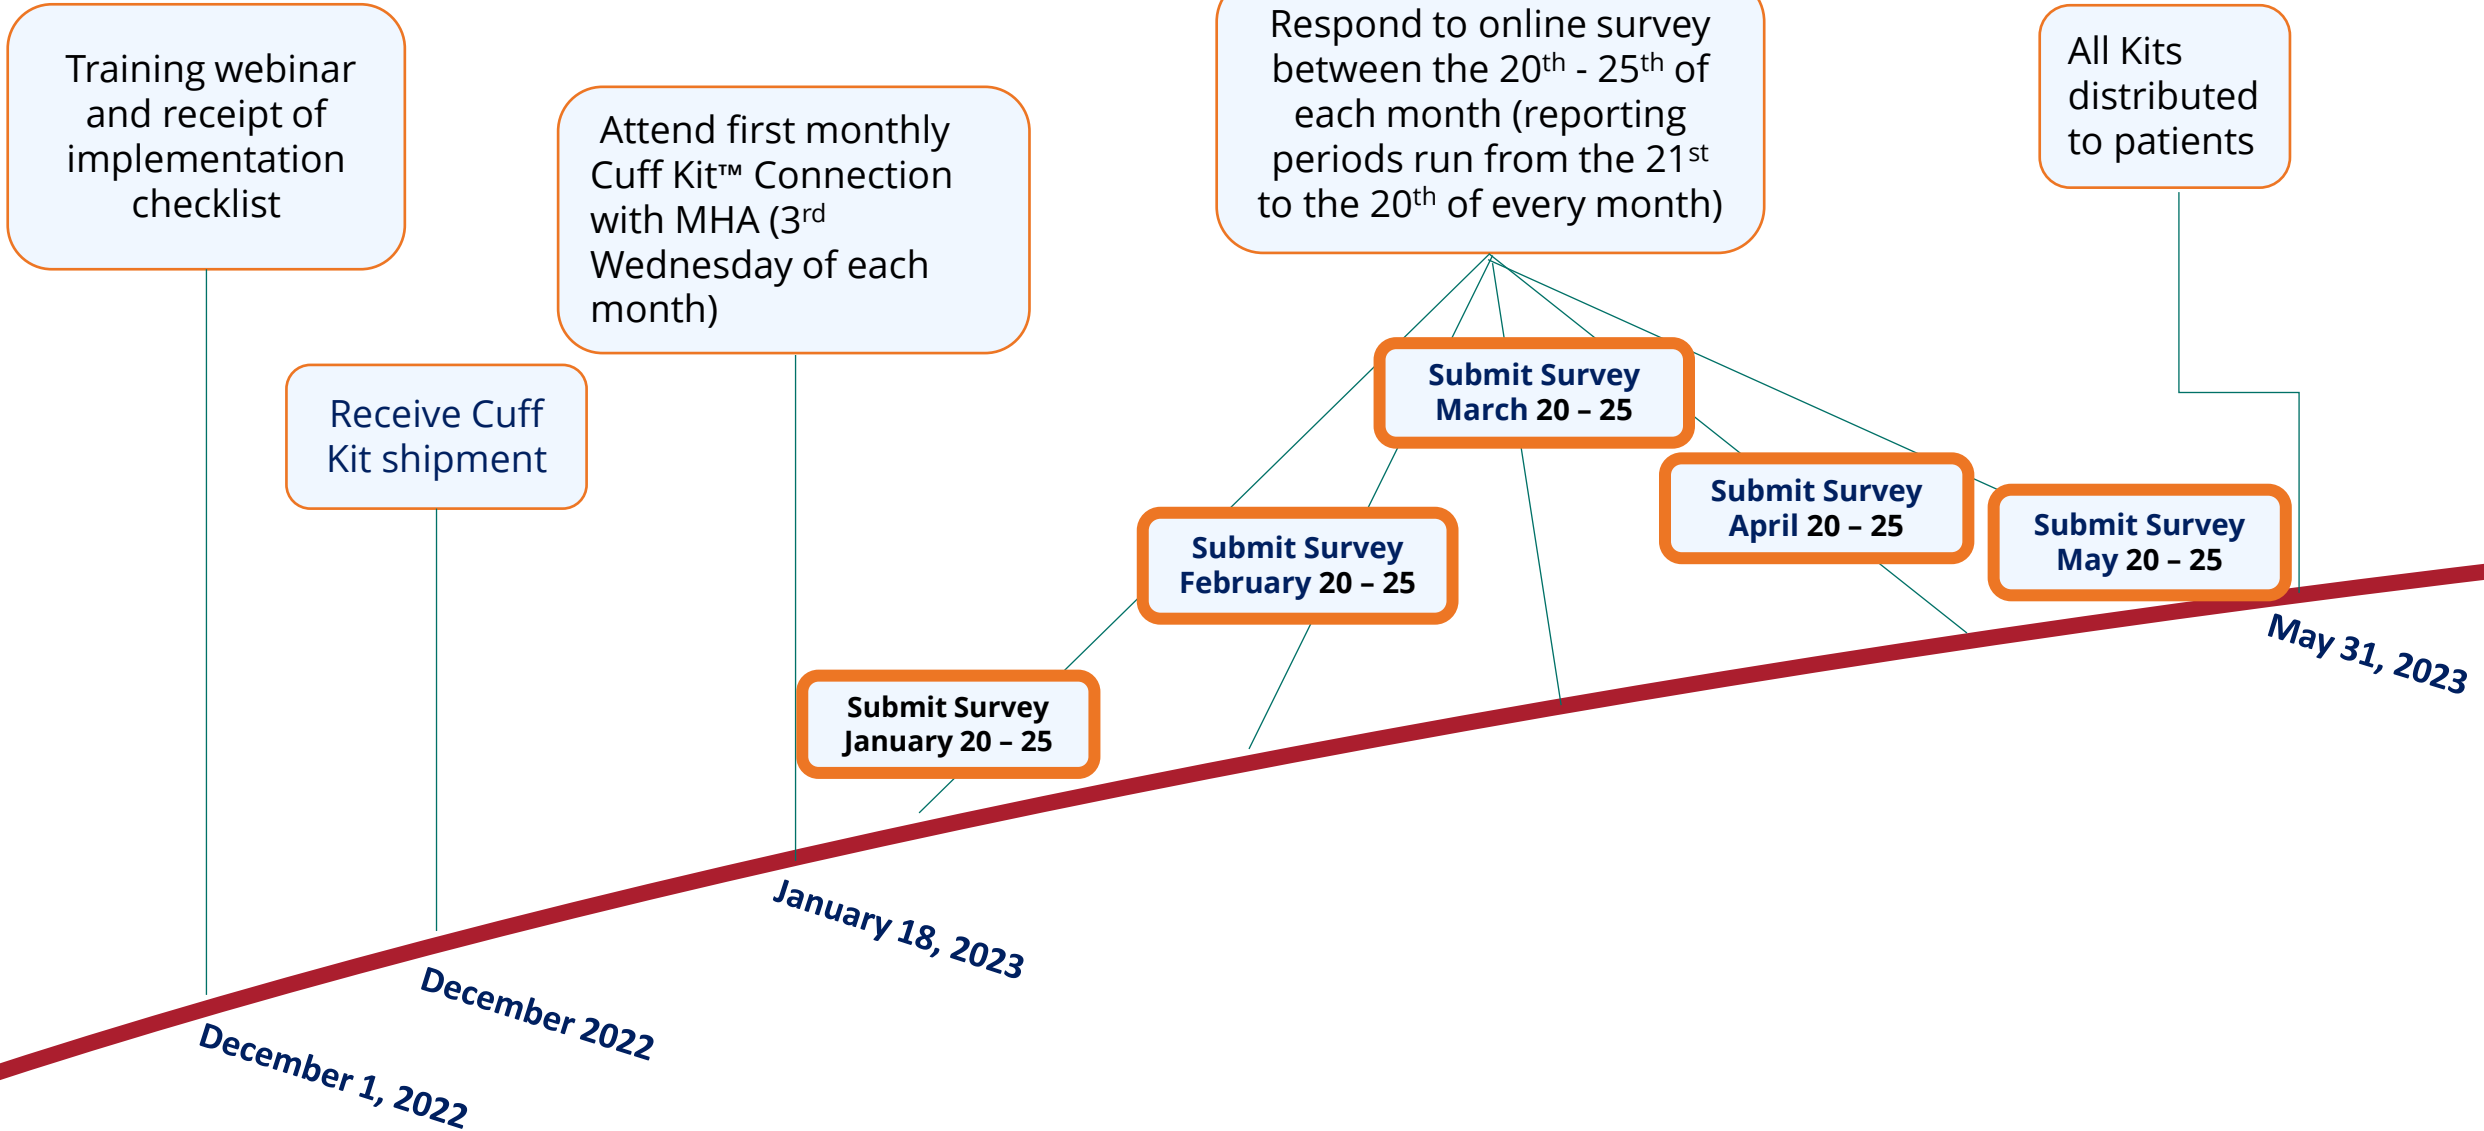 Training webinar
and receipt of
implementation
checklist
Receive Cuff
Kit shipment
Attend first monthly
Cuff Kit™ Connection
with MHA (3rd
Wednesday of each
month)
Respond to online survey
between the 20th - 25th of
each month (reporting
periods run from the 21st
to the 20th of every month)
All Kits
distributed
to patients
Submit Survey
January 20 – 25
Submit Survey
February 20 – 25
Submit Survey
March 20 – 25
Submit Survey
April 20 – 25
Submit Survey
May 20 – 25
December 1, 2022
December 2022
January 18, 2023
May 31, 2023